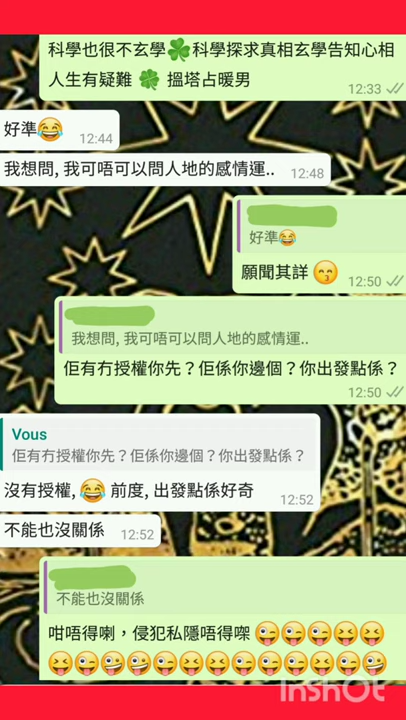 科學也很不玄學🍀科學探求真相玄學告知心相
人生有疑難 🍀 搵塔占暖男
12:33
好準😂
12:44
我想問, 我可唔可以問人地的感情運..
12:48
好準😂
願聞其詳 😙
12:50
我想問, 我可唔可以問人地的感情運..
佢有冇授權你先？佢係你邊個？你出發點係？
12:50
Vous
佢有冇授權你先？佢係你邊個？你出發點係？
沒有授權, 😂 前度, 出發點係好奇
12:52
不能也沒關係
12:52
不能也沒關係
咁唔得喇，侵犯私隱唔得㗎 😜😜😜😝😝
😝😜🤪🤪😜😝😝😜😜😝😝😜🤪
InShOt